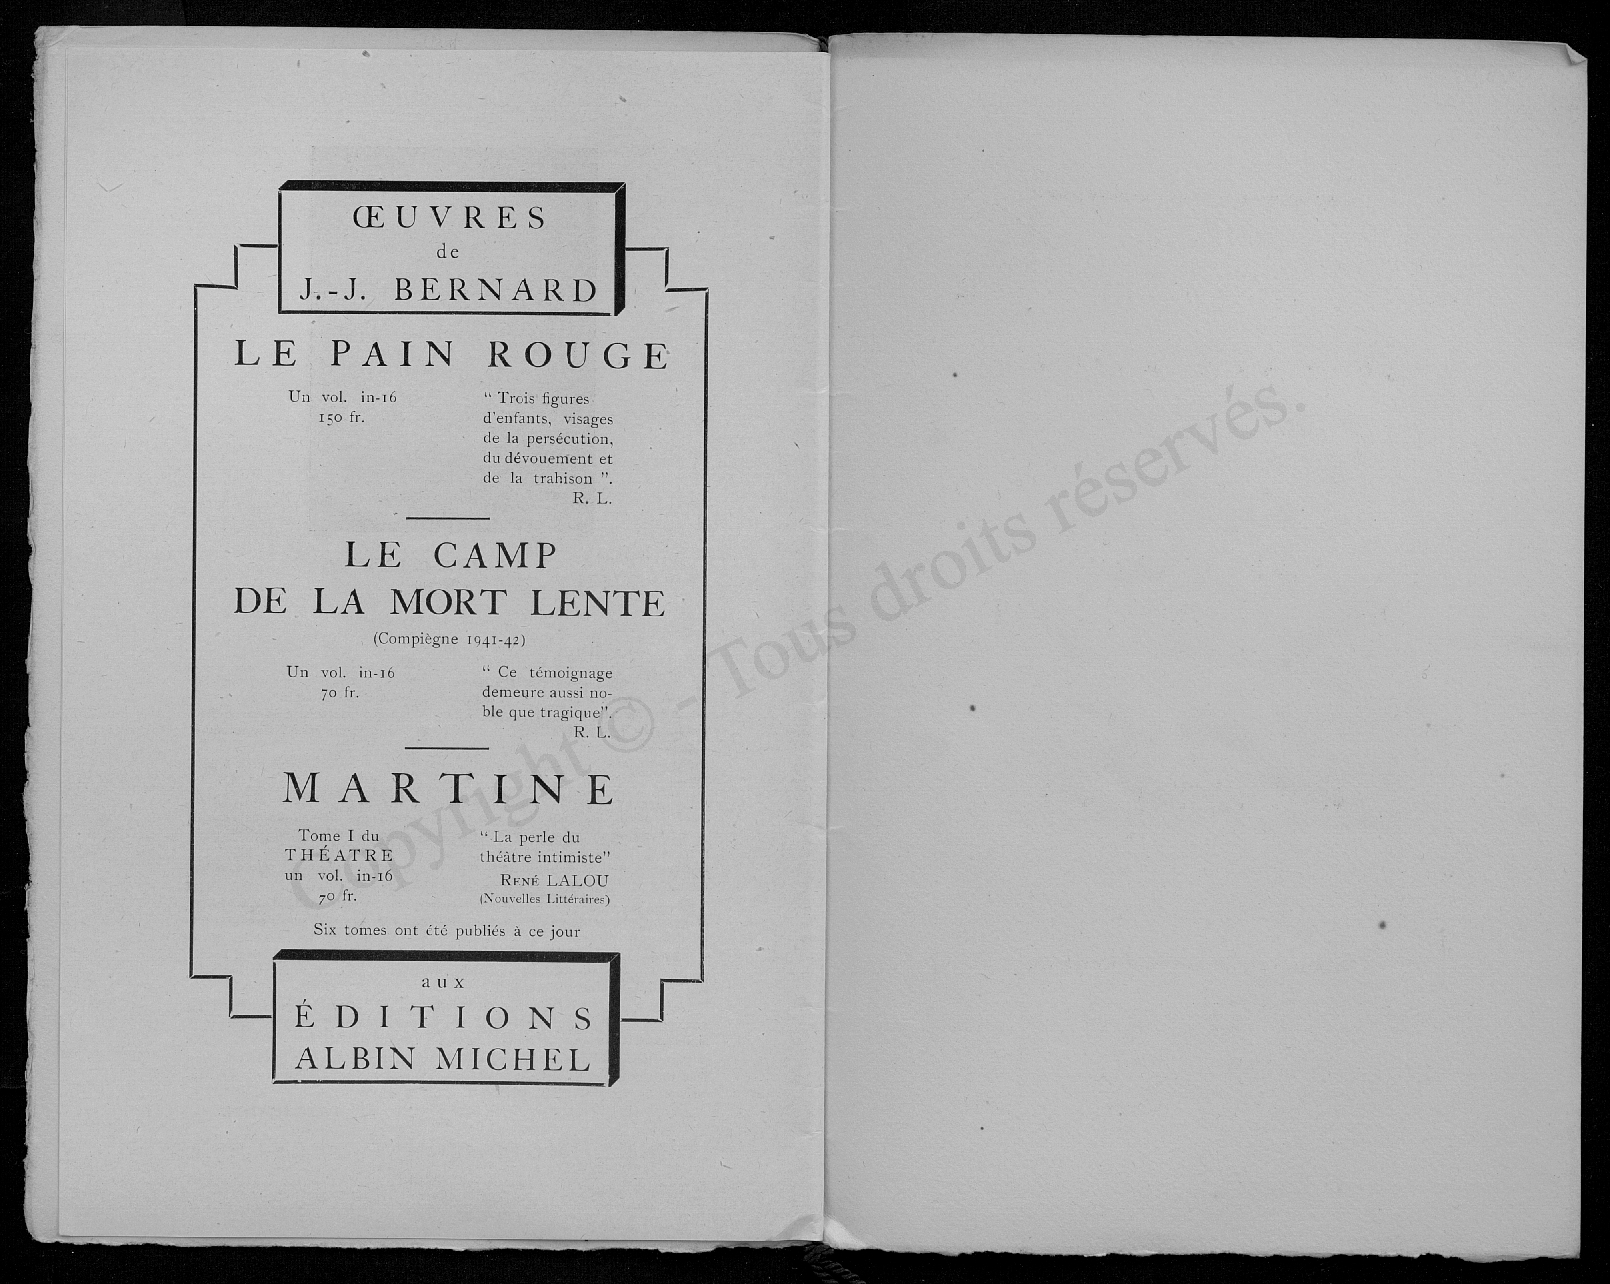 ŒUVRES
de
J.-J. BERNARD
LE PAIN ROUGE
Un vol. in-16
150 fr.
“ Trois figures
d'enfants, visages
de la persécution,
du dévouement et
de la trahison ”.
R. L.
LE CAMP
DE LA MORT LENTE
(Compiègne 1941-42)
Un vol. in-16
70 fr.
“ Ce témoignage
demeure aussi no-
ble que tragique”.
R. L.
MARTINE
Tome I du
THÉATRE
un vol. in-16
70 fr.
“ La perle du
théâtre intimiste”
RENÉ LALOU
(Nouvelles Littéraires)
Six tomes ont été publiés à ce jour
aux
ÉDITIONS
ALBIN MICHEL
Copyright © - Tous droits réservés.